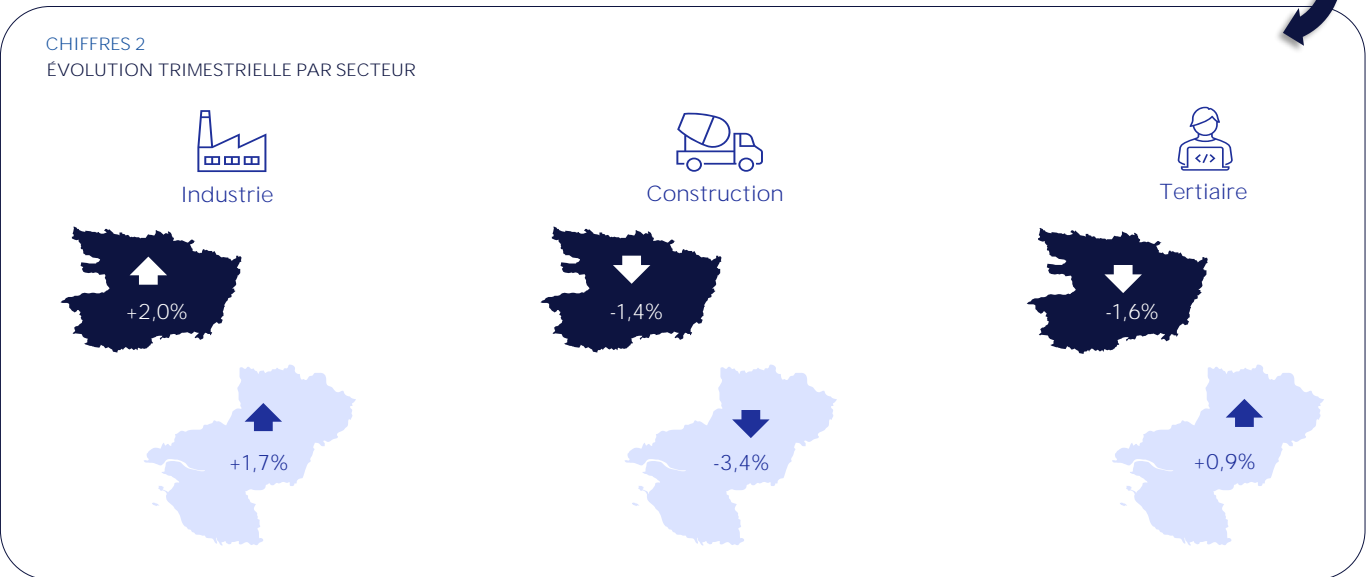 CHIFFRES 2
ÉVOLUTION TRIMESTRIELLE PAR SECTEUR
Industrie
Construction
Tertiaire
+2,0%
-1,4%
-1,6%
+1,7%
-3,4%
+0,9%